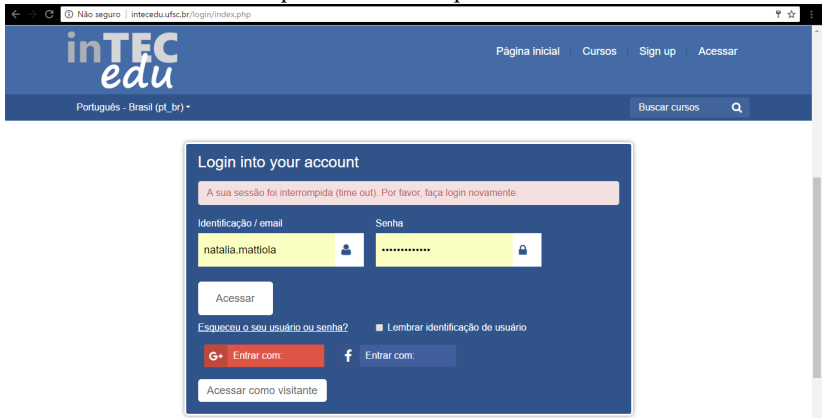 Não seguro | intecedu.ufsc.br/login/index.php
inTEC
edu
Página inicial Cursos Sign up Acessar
Português - Brasil (pt_br)
Buscar cursos
Login into your account
A sua sessão foi interrompida (time out). Por favor, faça login novamente.
Identificação / email Senha
natalia.mattiola •••••••••••••
Acessar
Esqueceu o seu usuário ou senha? Lembrar identificação de usuário
G+ Entrar com: f Entrar com:
Acessar como visitante